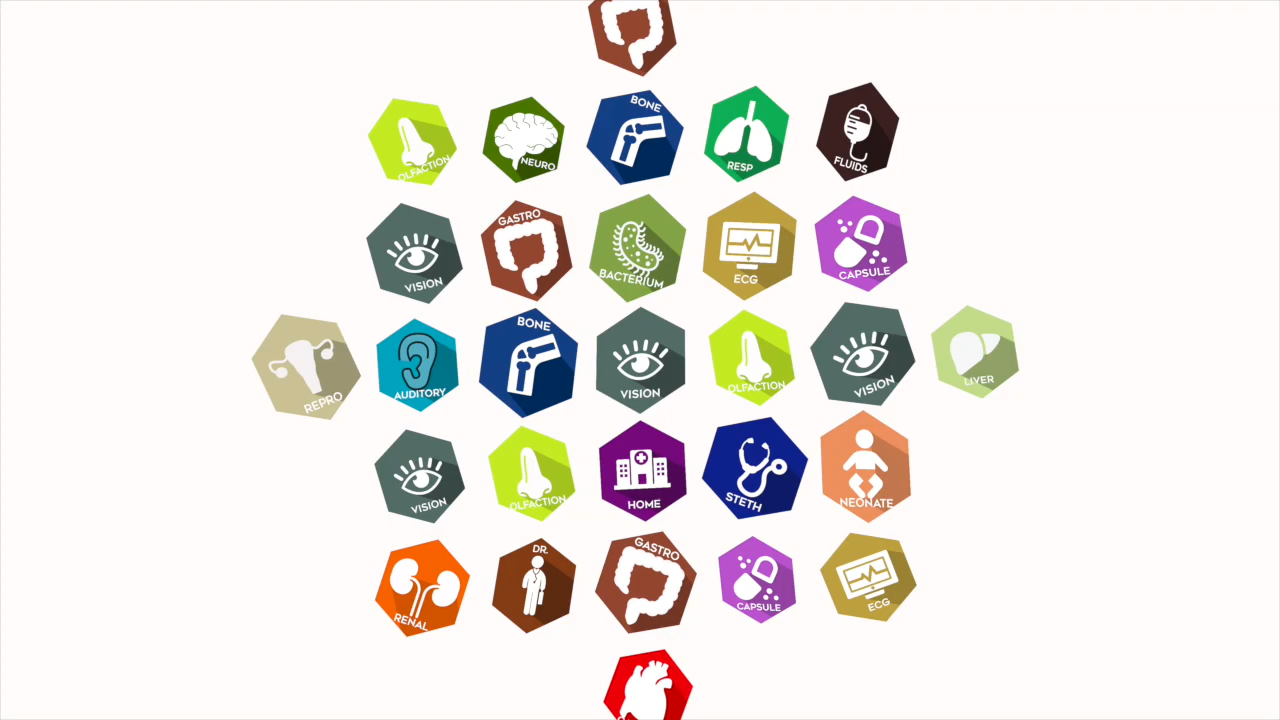 OLFACTION
NEURO
BONE
RESP
FLUIDS
VISION
GASTRO
BACTERIUM
ECG
CAPSULE
REPRO
AUDITORY
BONE
VISION
OLFACTION
VISION
LIVER
VISION
OLFACTION
HOME
STETH
NEONATE
RENAL
DR.
GASTRO
CAPSULE
ECG